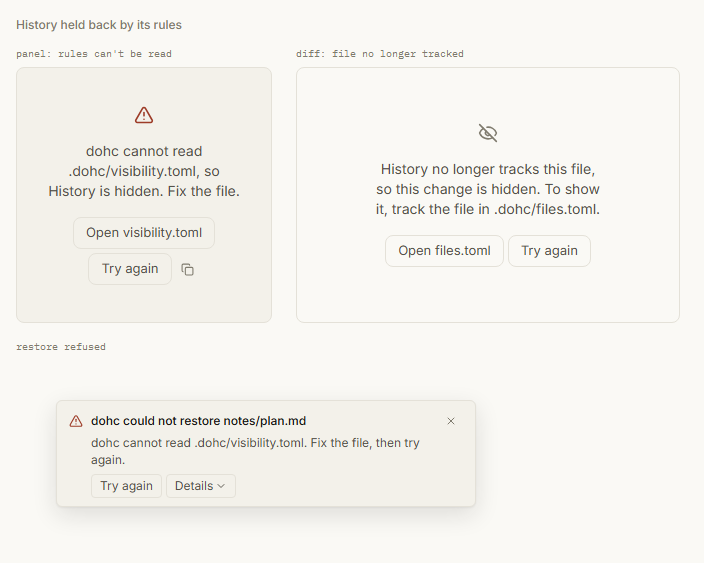 History held back by its rules
panel: rules can't be read
dohc cannot read
.dohc/visibility.toml, so
History is hidden. Fix the file.
Open visibility.toml
Try again
diff: file no longer tracked
History no longer tracks this file,
so this change is hidden. To show
it, track the file in .dohc/files.toml.
Open files.toml
Try again
restore refused
dohc could not restore notes/plan.md
dohc cannot read .dohc/visibility.toml. Fix the file, then try
again.
Try again
Details